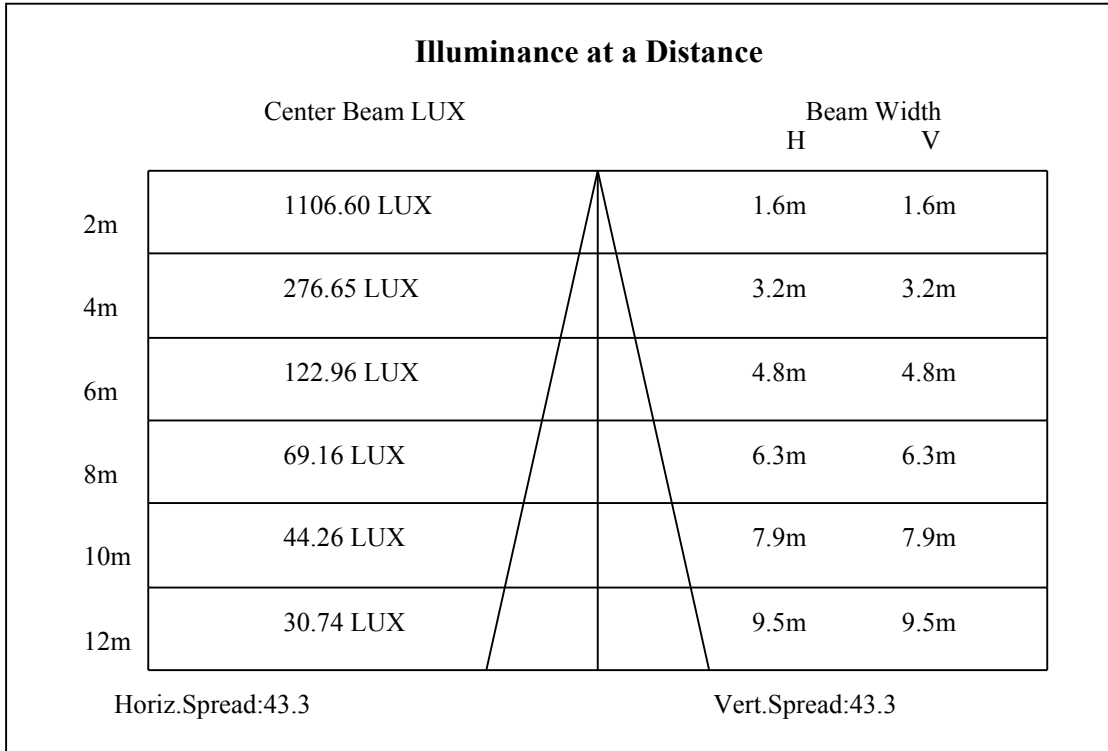 Illuminance at a Distance
Center Beam LUX Beam Width
H V
2m 1106.60 LUX 1.6m 1.6m
4m 276.65 LUX 3.2m 3.2m
6m 122.96 LUX 4.8m 4.8m
8m 69.16 LUX 6.3m 6.3m
10m 44.26 LUX 7.9m 7.9m
12m 30.74 LUX 9.5m 9.5m
Horiz.Spread:43.3 Vert.Spread:43.3